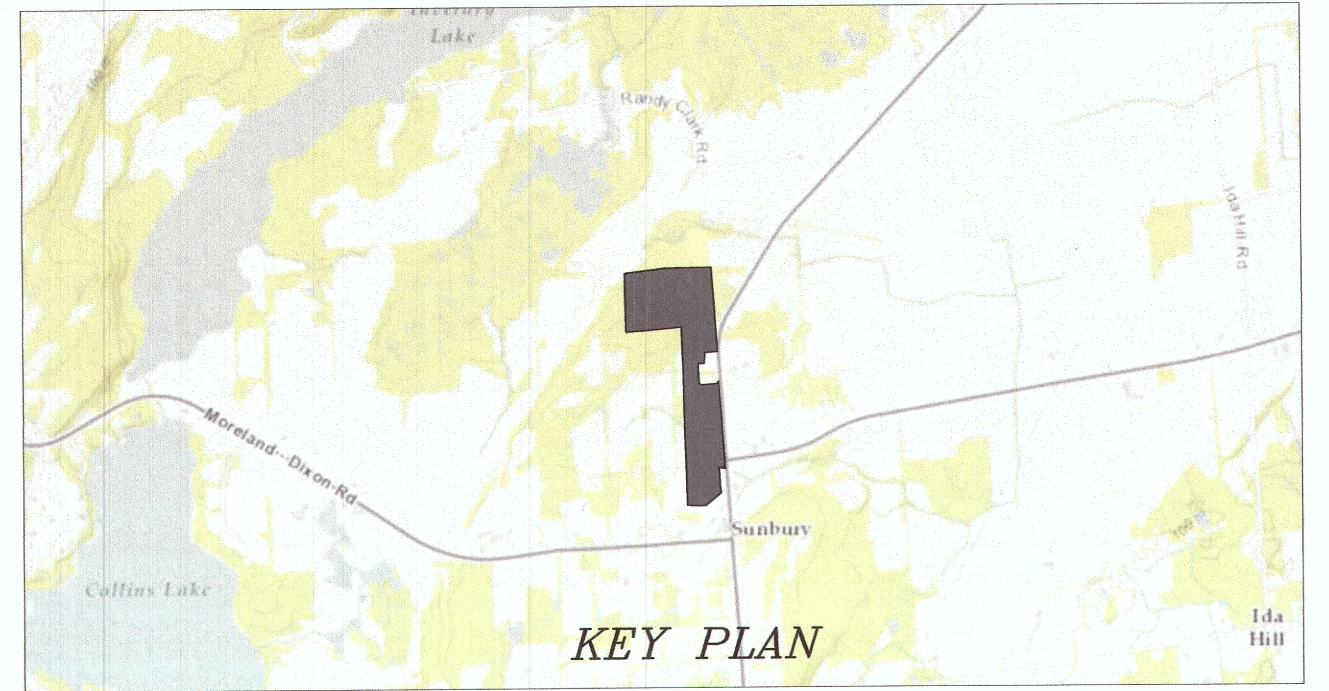 Lake
Randy Clark Rd
Ida Hill Rd
Moreland---Dixon-Rd
Sunbury
Collins Lake
Ida
Hill
KEY PLAN